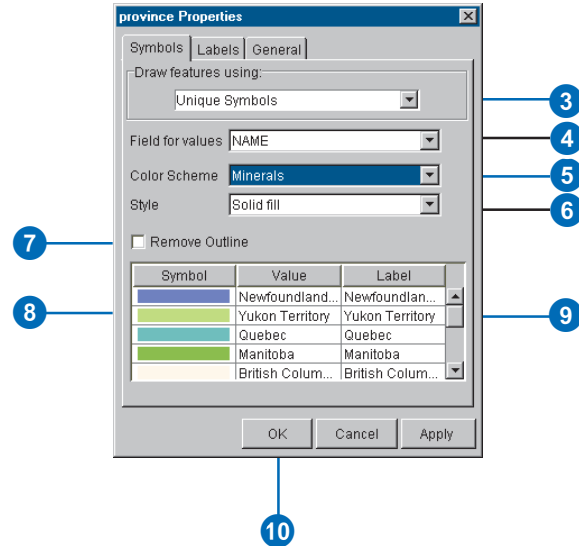 province Properties
Symbols Labels General
Draw features using:
Unique Symbols
3
Field for values NAME
4
Color Scheme Minerals
5
Style Solid fill
6
7
Remove Outline
Symbol Value Label
8
Newfoundland... Newfoundlan...
9
Yukon Territory Yukon Territory
Quebec Quebec
Manitoba Manitoba
British Colum... British Colum...
OK Cancel Apply
10